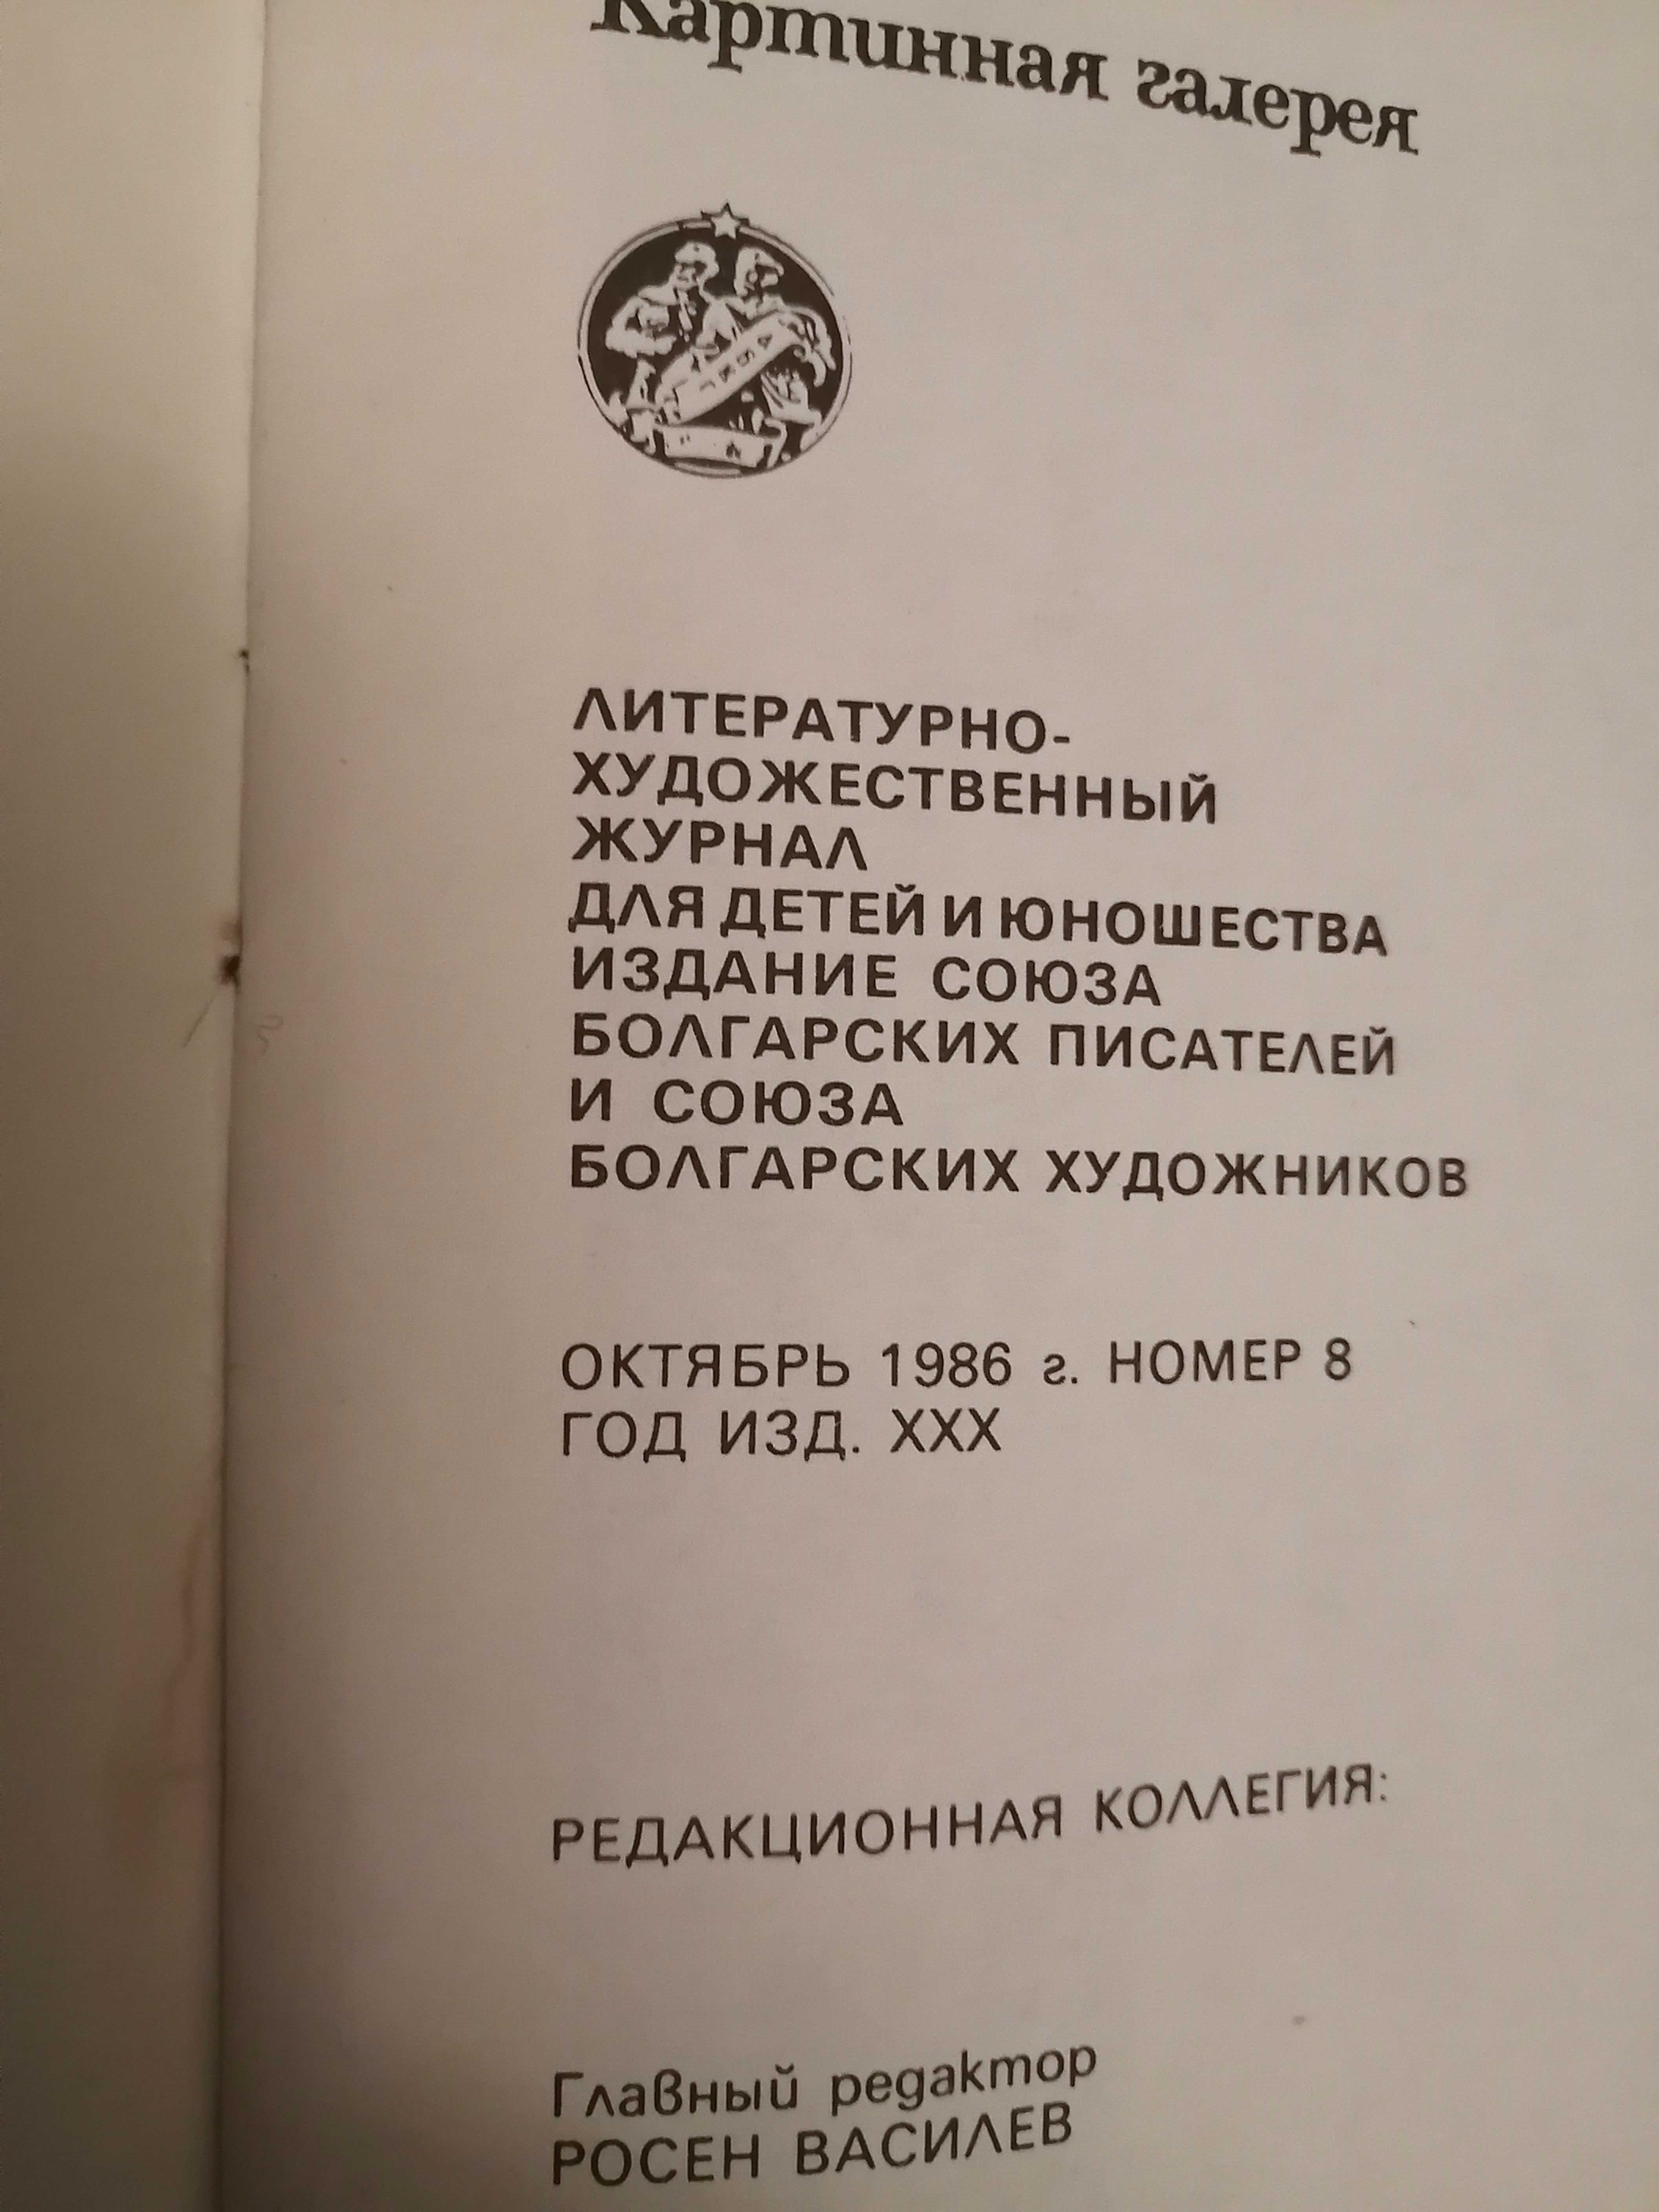 Картинная галерея
ЛИТЕРАТУРНО-
ХУДОЖЕСТВЕННЫЙ
ЖУРНАЛ
ДЛЯ ДЕТЕЙ И ЮНОШЕСТВА
ИЗДАНИЕ СОЮЗА
БОЛГАРСКИХ ПИСАТЕЛЕЙ
И СОЮЗА
БОЛГАРСКИХ ХУДОЖНИКОВ
ОКТЯБРЬ 1986 г. НОМЕР 8
ГОД ИЗД. XXX
РЕДАКЦИОННАЯ КОЛЛЕГИЯ:
Главный редактор
РОСЕН ВАСИЛЕВ